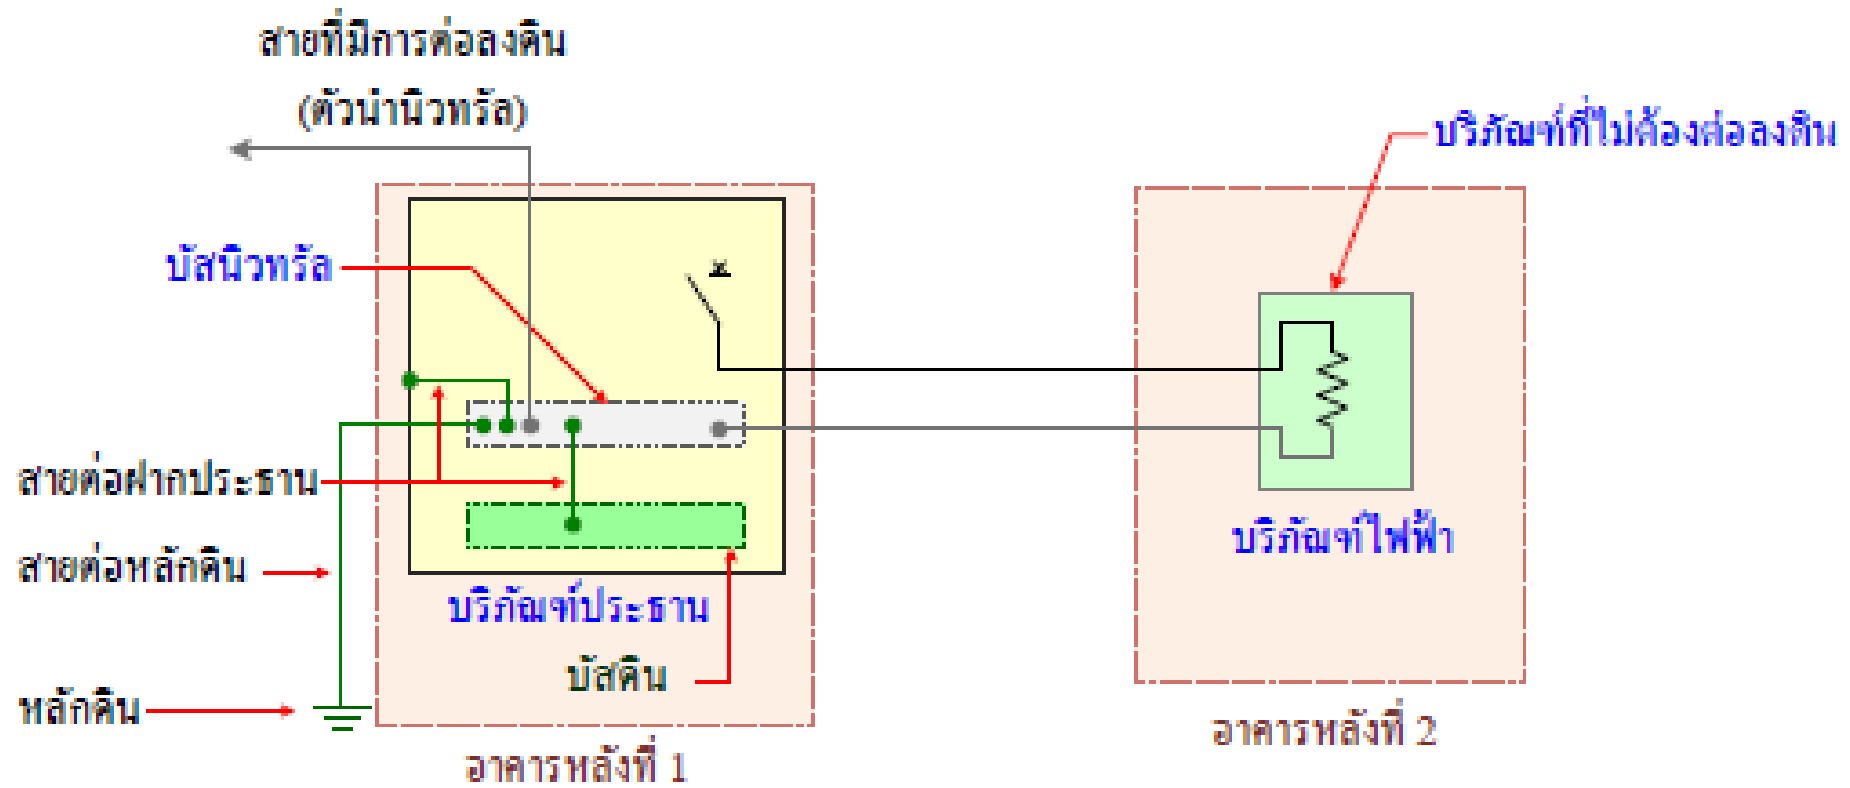 สายที่มีการต่อลงดิน
(ตัวนำนิวทรัล)
บริภัณฑ์ที่ไม่ต้องต่อลงดิน
บัสนิวทรัล
สายต่อฝากประธาน
บริภัณฑ์ไฟฟ้า
สายต่อหลักดิน
บริภัณฑ์ประธาน
บัสดิน
หลักดิน
อาคารหลังที่ 2
อาคารหลังที่ 1